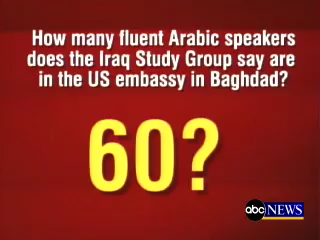 How many fluent Arabic speakers
does the Iraq Study Group say are
in the US embassy in Baghdad?
60?
abc NEWS